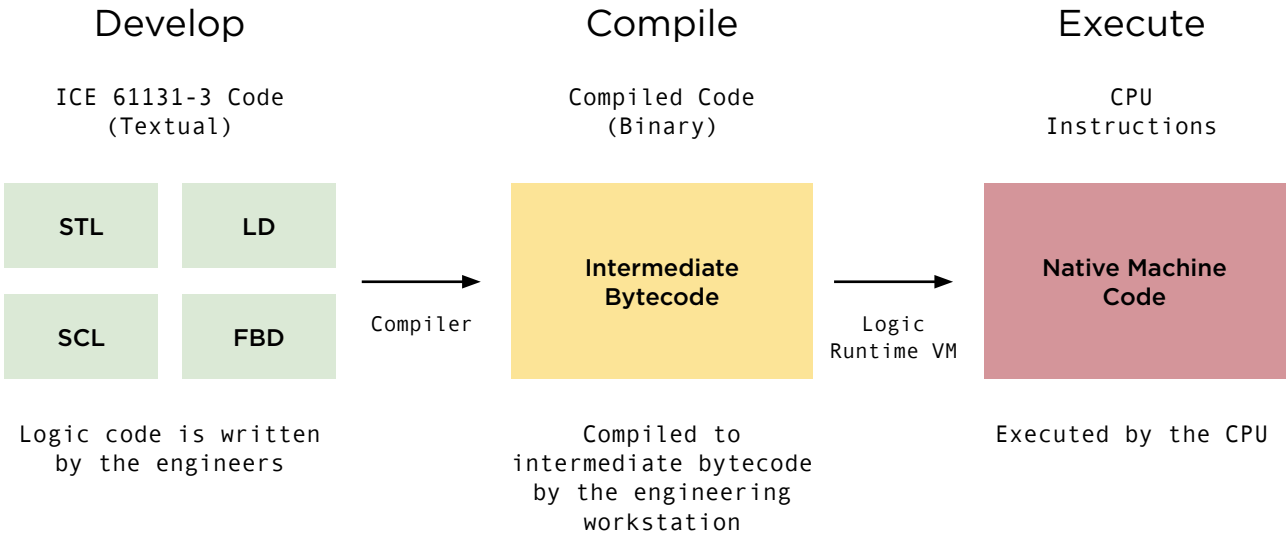 Develop
Compile
Execute
ICE 61131-3 Code
(Textual)
Compiled Code
(Binary)
CPU
Instructions
STL
LD
SCL
FBD
Compiler
Intermediate
Bytecode
Logic
Runtime VM
Native Machine
Code
Logic code is written
by the engineers
Compiled to
intermediate bytecode
by the engineering
workstation
Executed by the CPU